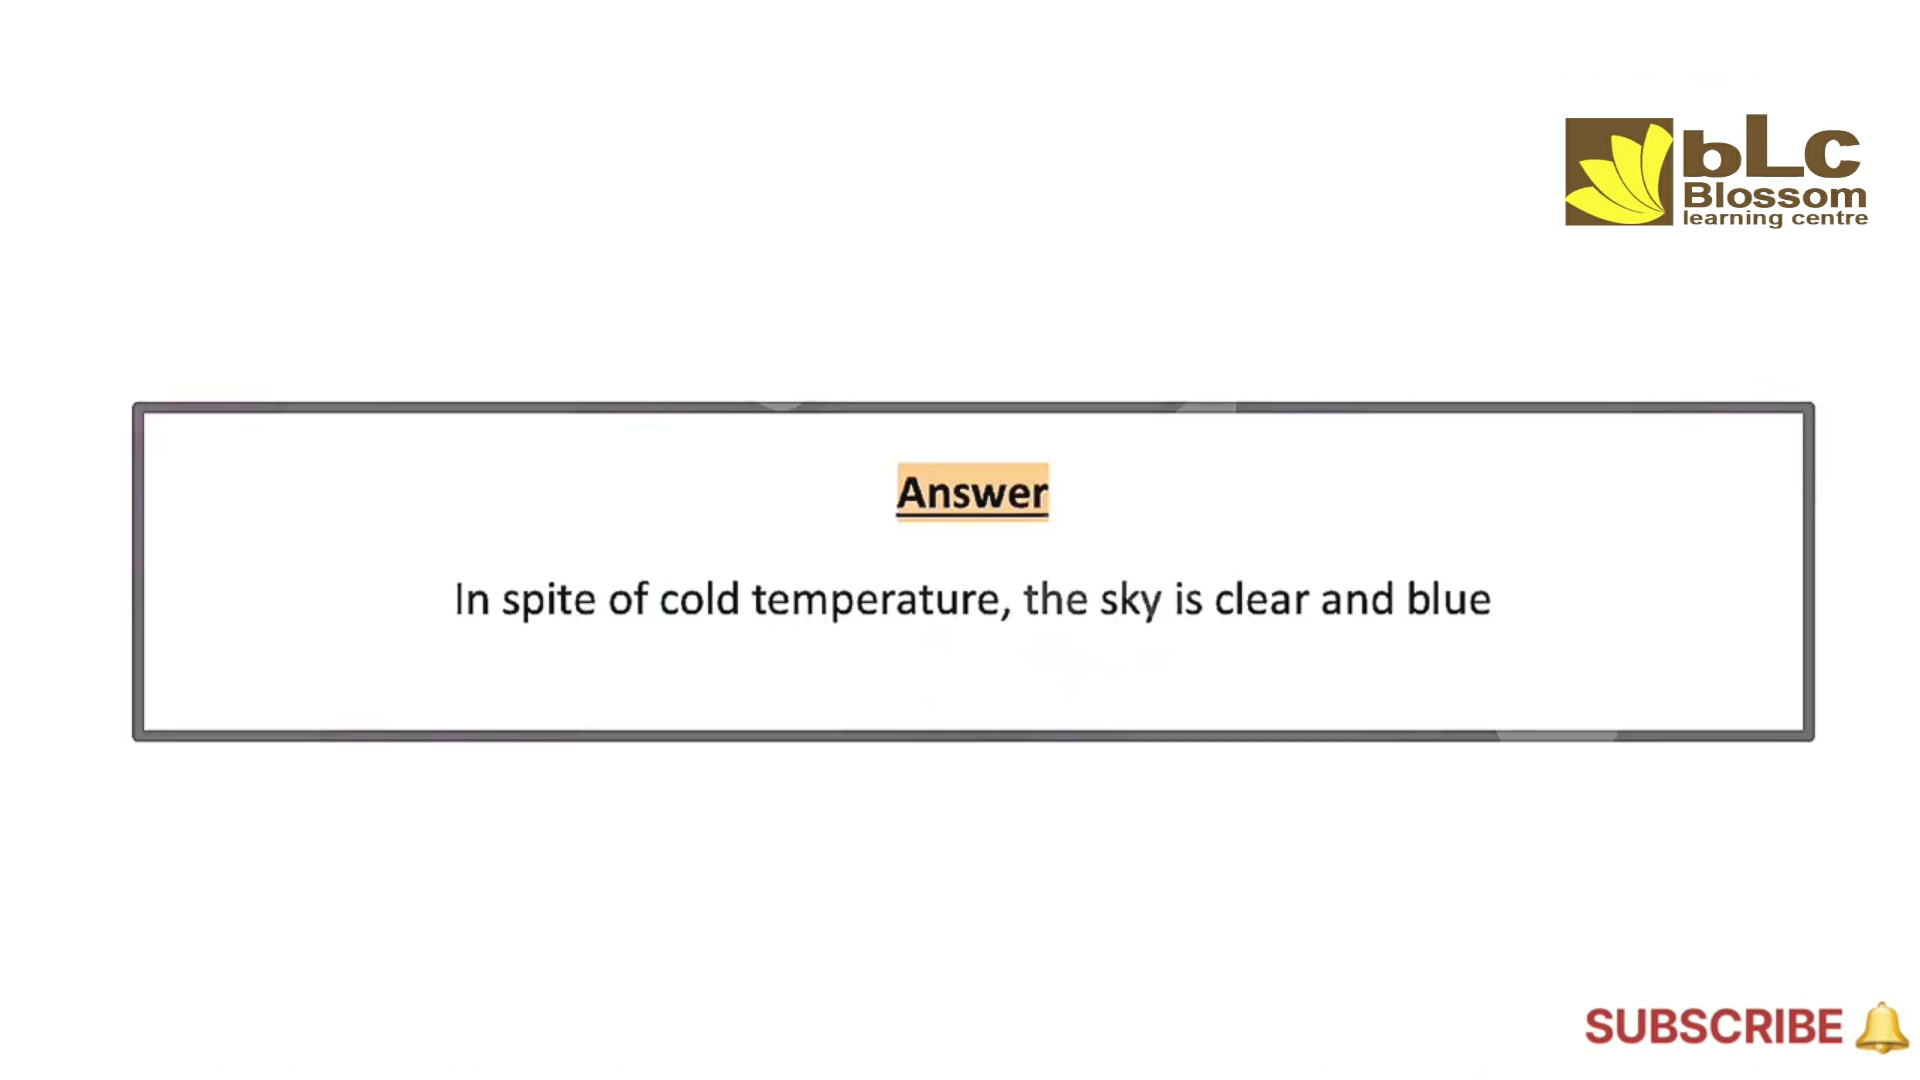 bLc
Blossom
learning centre
Answer
In spite of cold temperature, the sky is clear and blue
SUBSCRIBE